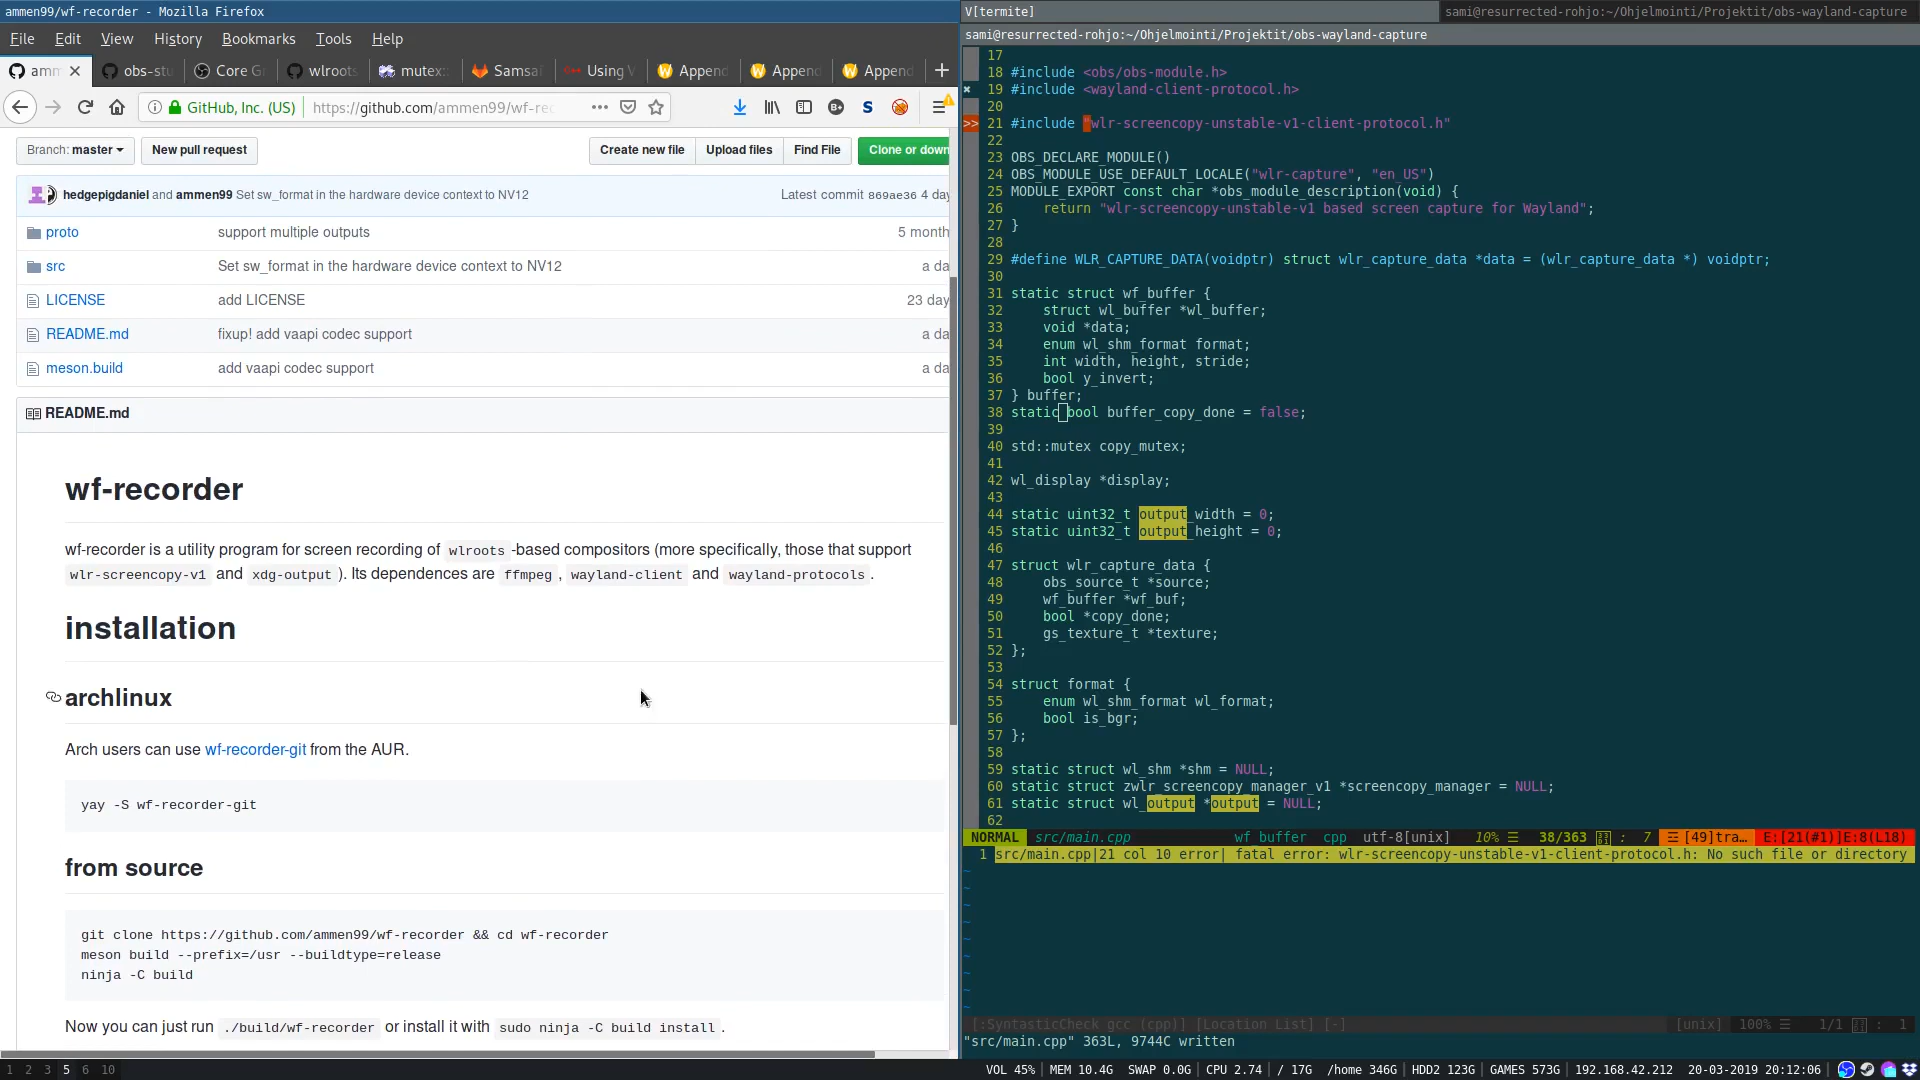 ammen99/wf-recorder - Mozilla Firefox
File Edit View History Bookmarks Tools Help
amm obs-stu Core G wlroots mutex: Samsa Using V Append Append Append
GitHub, Inc. (US) https://github.com/ammen99/wf-rec
Branch: master New pull request Create new file Upload files Find File Clone or down
hedgepigdaniel and ammen99 Set sw_format in the hardware device context to NV12 Latest commit 869ae36 4 day
proto support multiple outputs 5 month
src Set sw_format in the hardware device context to NV12 a da
LICENSE add LICENSE 23 day
README.md fixup! add vaapi codec support a da
meson.build add vaapi codec support a da
README.md
wf-recorder
wf-recorder is a utility program for screen recording of wlroots -based compositors (more specifically, those that support
wlr-screencopy-v1 and xdg-output ). Its dependences are ffmpeg , wayland-client and wayland-protocols .
installation
archlinux
Arch users can use wf-recorder-git from the AUR.
yay -S wf-recorder-git
from source
git clone https://github.com/ammen99/wf-recorder && cd wf-recorder
meson build --prefix=/usr --buildtype=release
ninja -C build
Now you can just run ./build/wf-recorder or install it with sudo ninja -C build install .
V[termite] sami@resurrected-rohjo:~/Ohjelmointi/Projektit/obs-wayland-capture
sami@resurrected-rohjo:~/Ohjelmointi/Projektit/obs-wayland-capture
17
18 #include <obs/obs-module.h>
19 #include <wayland-client-protocol.h>
20
>> 21 #include "wlr-screencopy-unstable-v1-client-protocol.h"
22
23 OBS_DECLARE_MODULE()
24 OBS_MODULE_USE_DEFAULT_LOCALE("wlr-capture", "en_US")
25 MODULE_EXPORT const char *obs_module_description(void) {
26     return "wlr-screencopy-unstable-v1 based screen capture for Wayland";
27 }
28
29 #define WLR_CAPTURE_DATA(voidptr) struct wlr_capture_data *data = (wlr_capture_data *) voidptr;
30
31 static struct wf_buffer {
32     struct wl_buffer *wl_buffer;
33     void *data;
34     enum wl_shm_format format;
35     int width, height, stride;
36     bool y_invert;
37 } buffer;
38 static bool buffer_copy_done = false;
39
40 std::mutex copy_mutex;
41
42 wl_display *display;
43
44 static uint32_t output_width = 0;
45 static uint32_t output_height = 0;
46
47 struct wlr_capture_data {
48     obs_source_t *source;
49     wf_buffer *wf_buf;
50     bool *copy_done;
51     gs_texture_t *texture;
52 };
53
54 struct format {
55     enum wl_shm_format wl_format;
56     bool is_bgr;
57 };
58
59 static struct wl_shm *shm = NULL;
60 static struct zwlr_screencopy_manager_v1 *screencopy_manager = NULL;
61 static struct wl_output *output = NULL;
62
NORMAL src/main.cpp wf_buffer cpp utf-8[unix] 10% ☰ 38/363 : 7 ☲ [49]tra… E:[21(#1)]E:8(L18)
1 src/main.cpp|21 col 10 error| fatal error: wlr-screencopy-unstable-v1-client-protocol.h: No such file or directory
~
~
~
~
~
~
~
~
~
[:SyntasticCheck gcc (cpp)] [Location List] [-] [unix] 100% ☰ 1/1 : 1
"src/main.cpp" 363L, 9744C written
1 2 3 5 6 10 VOL 45% MEM 10.4G SWAP 0.0G CPU 2.74 / 17G /home 346G HDD2 123G GAMES 573G 192.168.42.212 20-03-2019 20:12:06